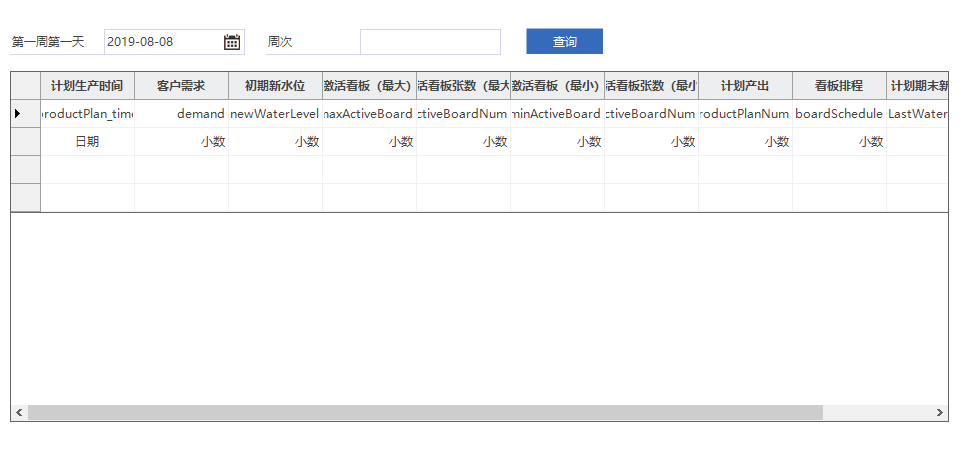 第一周第一天 2019-08-08 周次 查询
计划生产时间 客户需求 初期新水位 激活看板（最大） 活看板张数（最大 激活看板（最小） 活看板张数（最小 计划产出 看板排程 计划期末新
roductPlan_time demand newWaterLevel naxActiveBoard ctiveBoardNum minActiveBoard ctiveBoardNum roductPlanNum boardSchedule LastWater
日期 小数 小数 小数 小数 小数 小数 小数 小数